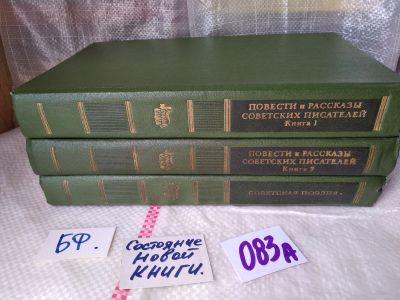 ПОВЕСТИ и РАССКАЗЫ
СОВЕТСКИХ ПИСАТЕЛЕЙ
Книга 1
ПОВЕСТИ и РАССКАЗЫ
СОВЕТСКИХ ПИСАТЕЛЕЙ
Книга 2
СОВЕТСКАЯ ПОЭЗИЯ
БФ.
Состояние
новой
КНИГИ.
083А